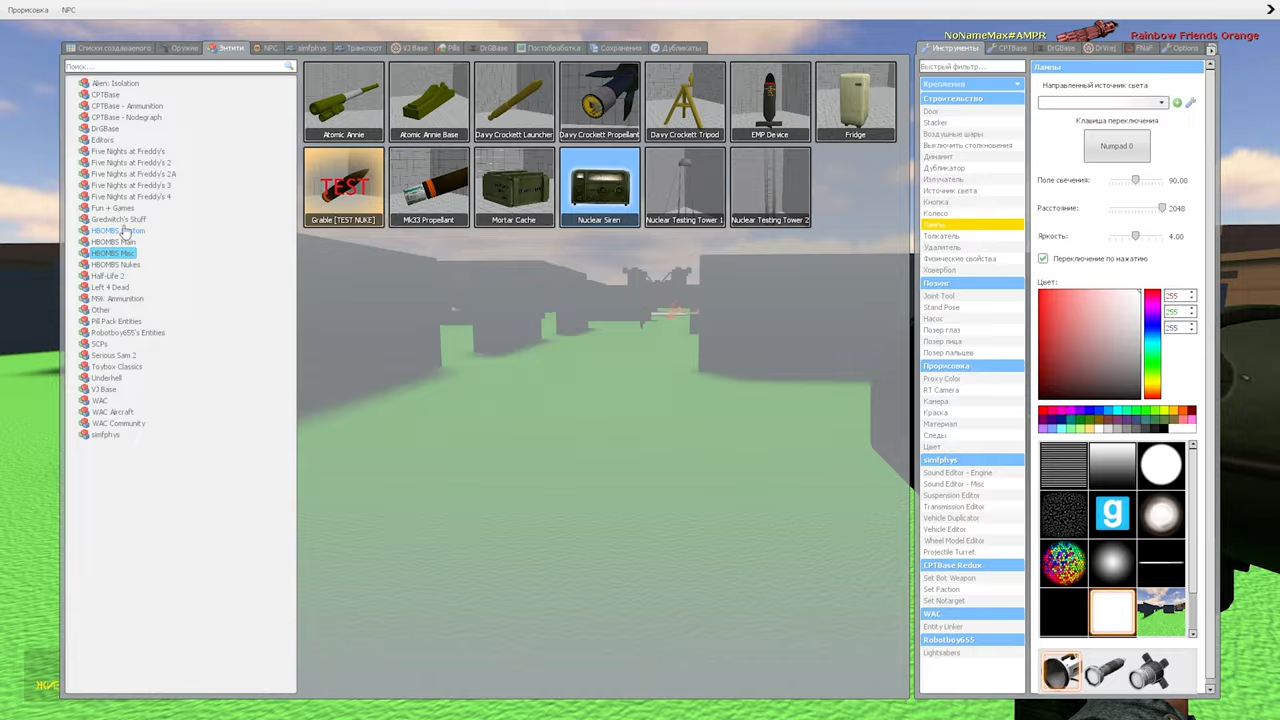 Прорисовка NPC
NoNameMax#AMPR
Rainbow Friends Orange
Списки создаваемого Оружие Энтити NPC simfphys Транспорт VJ Base Pills DrGBase Постобработка Сохранения Дубликаты
Поиск...
Alien: Isolation
CPTBase
CPTBase - Ammunition
CPTBase - Nodegraph
DrGBase
Editors
Five Nights at Freddy's
Five Nights at Freddy's 2
Five Nights at Freddy's 2A
Five Nights at Freddy's 3
Five Nights at Freddy's 4
Fun + Games
Gredwitch's Stuff
HBOMBS Custom
HBOMBS Main
HBOMBS Misc
HBOMBS Nukes
Half-Life 2
Left 4 Dead
M9K Ammunition
Other
Pill Pack Entities
Robotboy655's Entities
SCPs
Serious Sam 2
Toybox Classics
Underhell
VJ Base
WAC
WAC Aircraft
WAC Community
simfphys
Atomic Annie
Atomic Annie Base
Davy Crockett Launcher
Davy Crockett Propellant
Davy Crockett Tripod
EMP Device
Fridge
TEST
Grable [TEST NUKE]
Mk33 Propellant
Mortar Cache
Nuclear Siren
Nuclear Testing Tower 1
Nuclear Testing Tower 2
Инструменты CPTBase DrGBase DrVrej FNaF Options
Быстрый фильтр...
Крепления
Строительство
Door
Stacker
Воздушные шары
Выключить столкновения
Динамит
Дубликатор
Излучатель
Источник света
Кнопка
Колесо
Лампы
Толкатель
Удалитель
Физические свойства
Ховербол
Позинг
Joint Tool
Stand Pose
Насос
Позер глаз
Позер лица
Позер пальцев
Прорисовка
Proxy Color
RT Camera
Камера
Краска
Материал
Следы
Цвет
simfphys
Sound Editor - Engine
Sound Editor - Misc
Suspension Editor
Transmission Editor
Vehicle Duplicator
Vehicle Editor
Wheel Model Editor
Projectile Turret
CPTBase Redux
Set Bot Weapon
Set Faction
Set Notarget
WAC
Entity Linker
Robotboy655
Lightsabers
Лампы
Направленный источник света
Клавиша переключения
Numpad 0
Поле свечения: 90.00
Расстояние: 2048
Яркость: 4.00
Переключение по нажатию
Цвет:
255
255
255
g